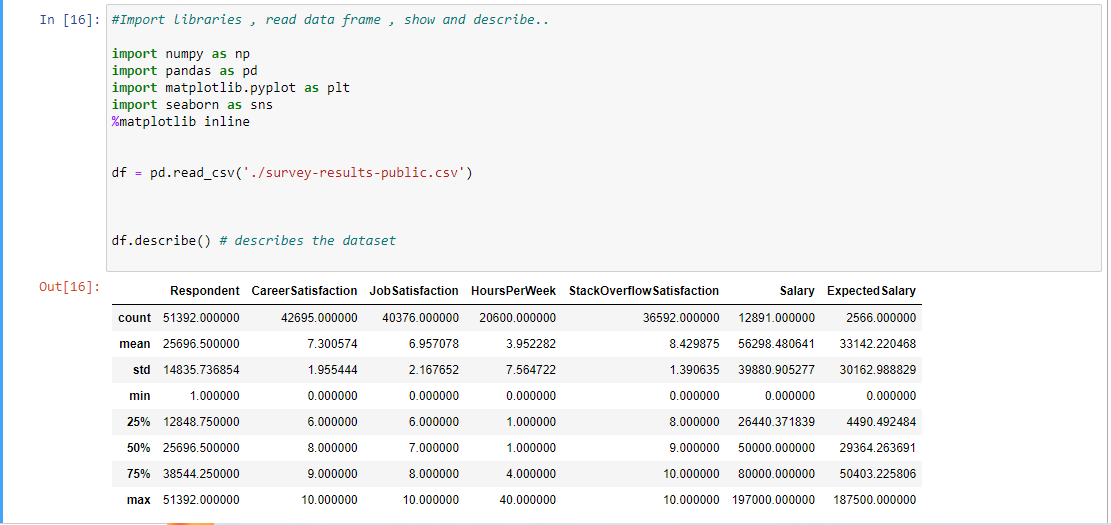 In [16]: #Import libraries , read data frame , show and describe..
import numpy as np
import pandas as pd
import matplotlib.pyplot as plt
import seaborn as sns
%matplotlib inline
df = pd.read_csv('./survey-results-public.csv')
df.describe() # describes the dataset
Out[16]:
Respondent CareerSatisfaction JobSatisfaction HoursPerWeek StackOverflowSatisfaction Salary ExpectedSalary
count 51392.000000 42695.000000 40376.000000 20600.000000 36592.000000 12891.000000 2566.000000
mean 25696.500000 7.300574 6.957078 3.952282 8.429875 56298.480641 33142.220468
std 14835.736854 1.955444 2.167652 7.564722 1.390635 39880.905277 30162.988829
min 1.000000 0.000000 0.000000 0.000000 0.000000 0.000000 0.000000
25% 12848.750000 6.000000 6.000000 1.000000 8.000000 26440.371839 4490.492484
50% 25696.500000 8.000000 7.000000 1.000000 9.000000 50000.000000 29364.263691
75% 38544.250000 9.000000 8.000000 4.000000 10.000000 80000.000000 50403.225806
max 51392.000000 10.000000 10.000000 40.000000 10.000000 197000.000000 187500.000000